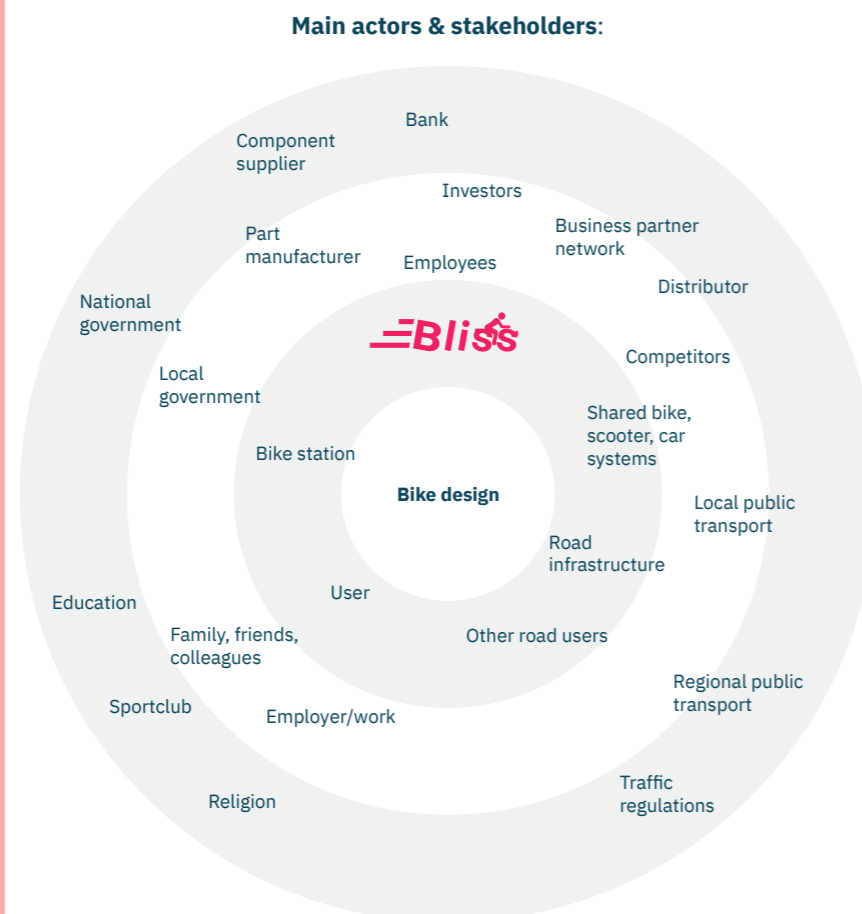 Main actors & stakeholders:
Bank
Component
supplier
Investors
Business partner
network
Part
manufacturer
Employees
Distributor
National
government
Bliss
Competitors
Local
government
Shared bike,
scooter, car
systems
Bike station
Bike design
Local public
transport
Road
infrastructure
User
Education
Family, friends,
colleagues
Other road users
Regional public
transport
Sportclub
Employer/work
Traffic
regulations
Religion